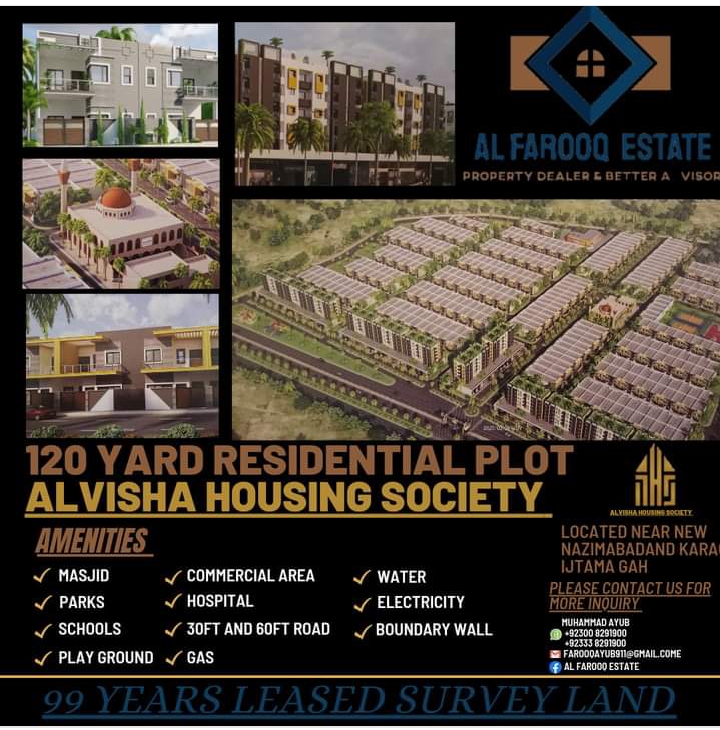 AL FAROOQ ESTATE
PROPERTY DEALER & BETTER A VISOR
120 YARD RESIDENTIAL PLOT
ALVISHA HOUSING SOCIETY
ALVISHA HOUSING SOCIETY
LOCATED NEAR NEW
NAZIMABADAND KARA
IJTAMA GAH
AMENITIES
MASJID
PARKS
SCHOOLS
PLAY GROUND
COMMERCIAL AREA
HOSPITAL
30FT AND 60FT ROAD
GAS
WATER
ELECTRICITY
BOUNDARY WALL
PLEASE CONTACT US FOR
MORE INQUIRY
MUHAMMAD AYUB
+92300 8291900
+92333 8291900
FAROOQAYUB911@GMAIL.COME
AL FAROOQ ESTATE
99 YEARS LEASED SURVEY LAND